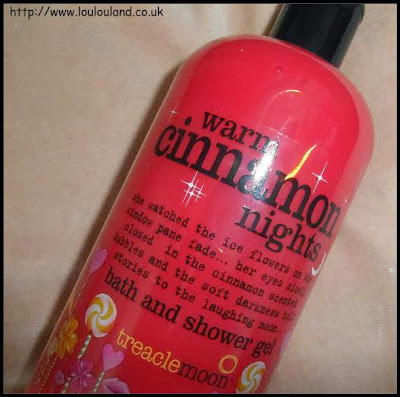 http://www.loulouland.co.uk
warm
cinnamon
nights
she watched the ice flowers on the
window pane fade... her eyes slowly
closed in the cinnamon scented
bubbles and the soft darkness told
stories to the laughing moon...
bath and shower gel
treaclemoon